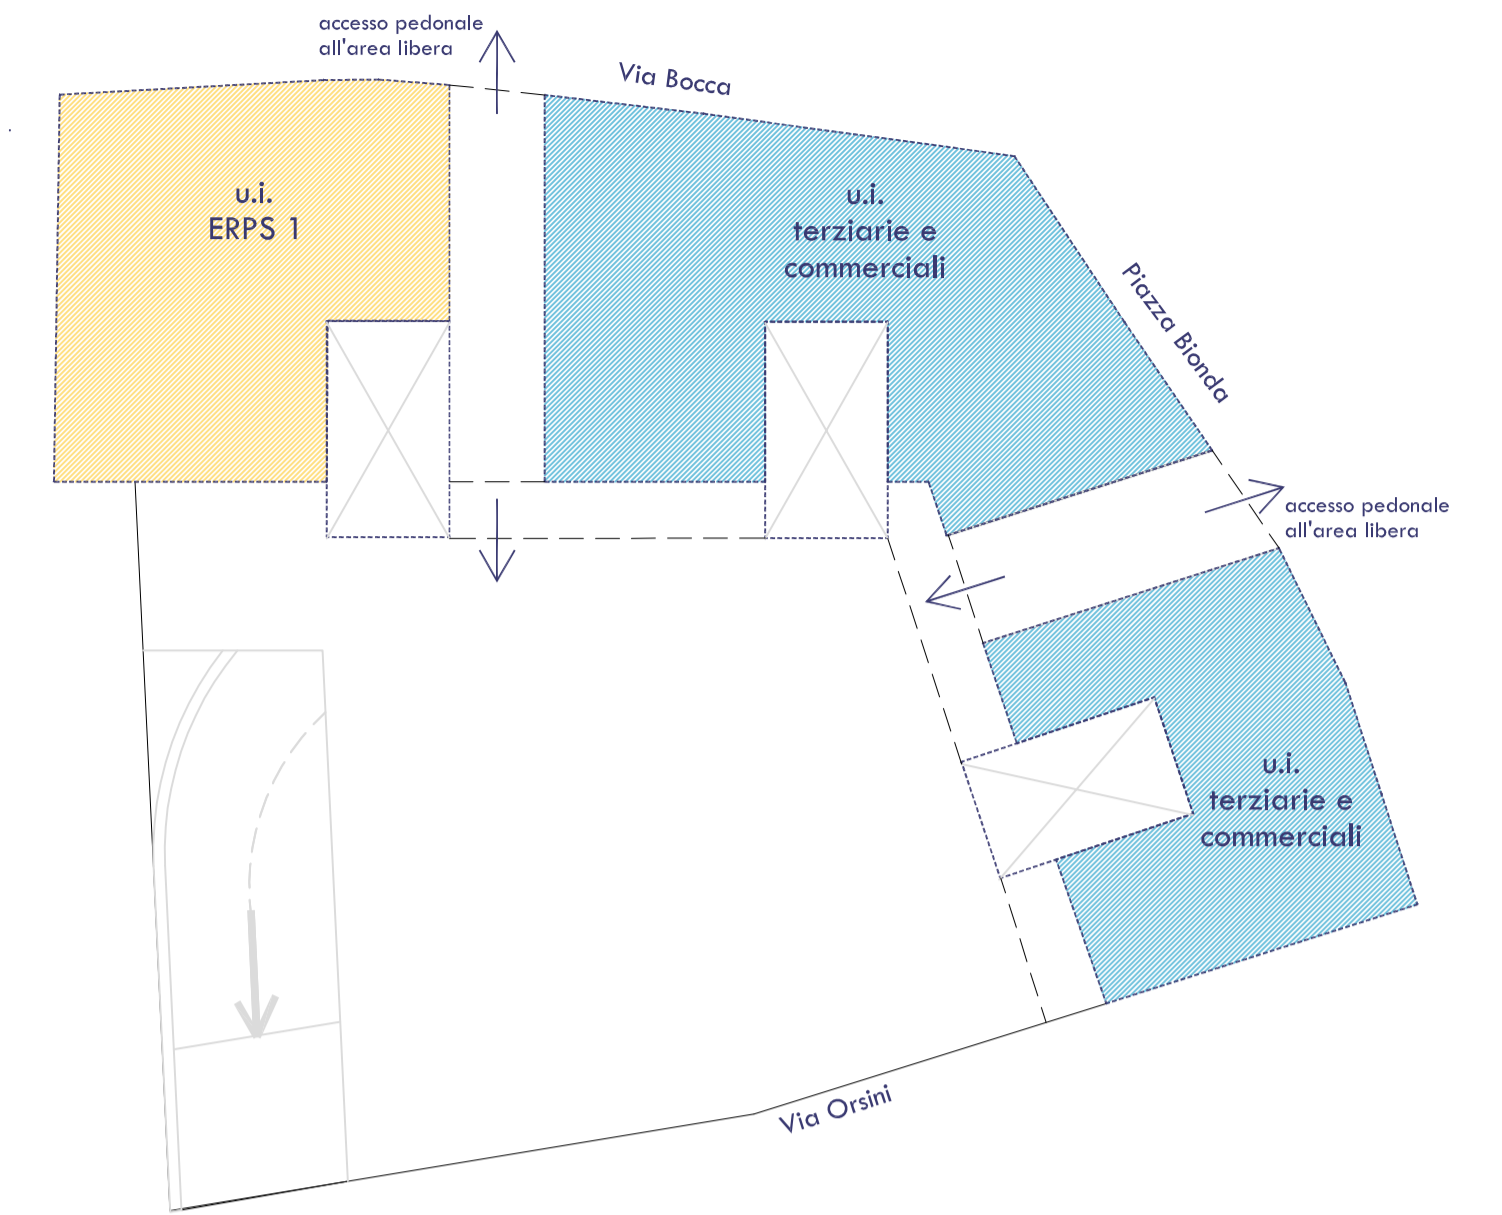 accesso pedonale
all'area libera
Via Bocca
u.i.
ERPS 1
u.i.
terziarie e
commerciali
Piazza Bionda
accesso pedonale
all'area libera
u.i.
terziarie e
commerciali
Via Orsini